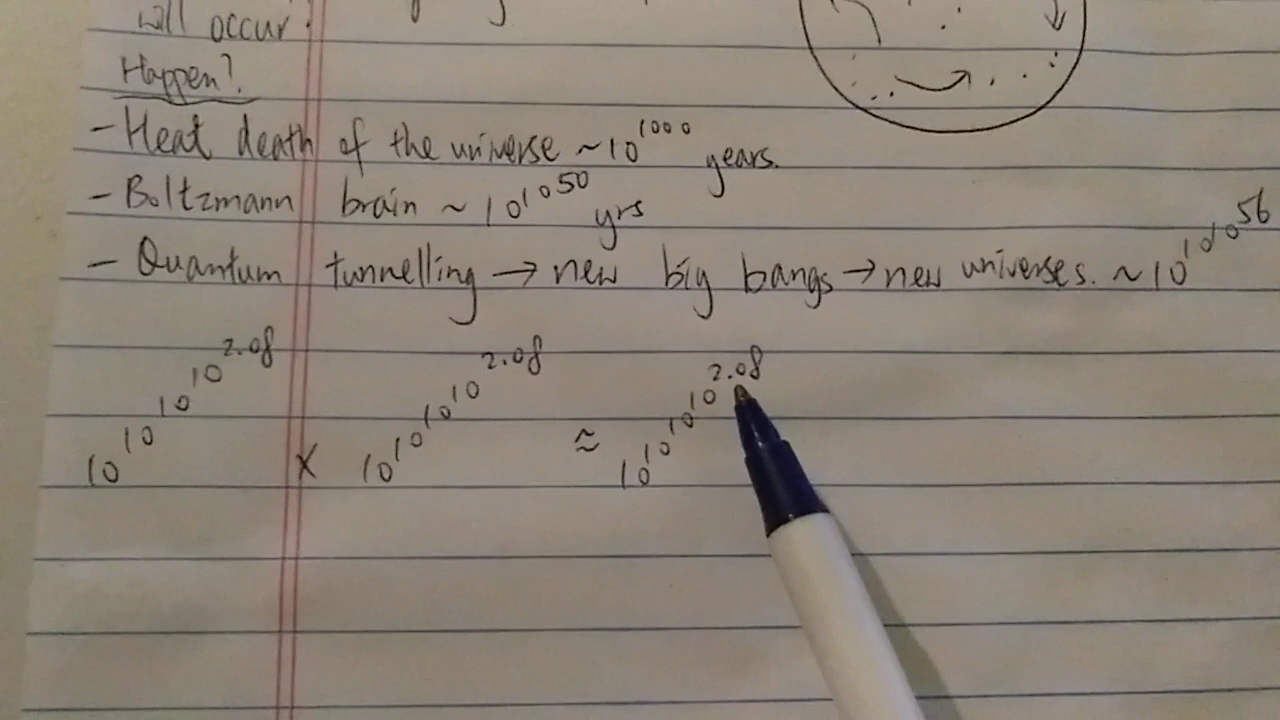 will occur?
Happen?
- Heat death of the universe ~10^1000 years.
- Boltzmann brain ~ 10^10^50 yrs
- Quantum tunnelling → new big bangs → new universes. ~10^10^10^56
10^10^10^10^2.08 x 10^10^10^10^2.08 ≈ 10^10^10^10^2.08